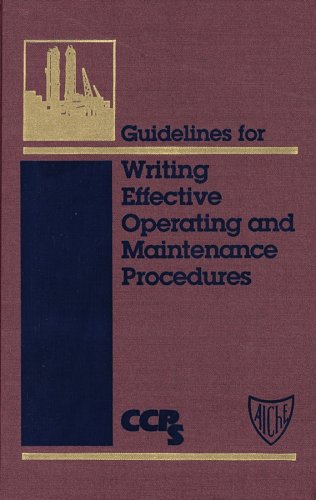 Guidelines for
Writing
Effective
Operating and
Maintenance
Procedures
CCPS
AIChE